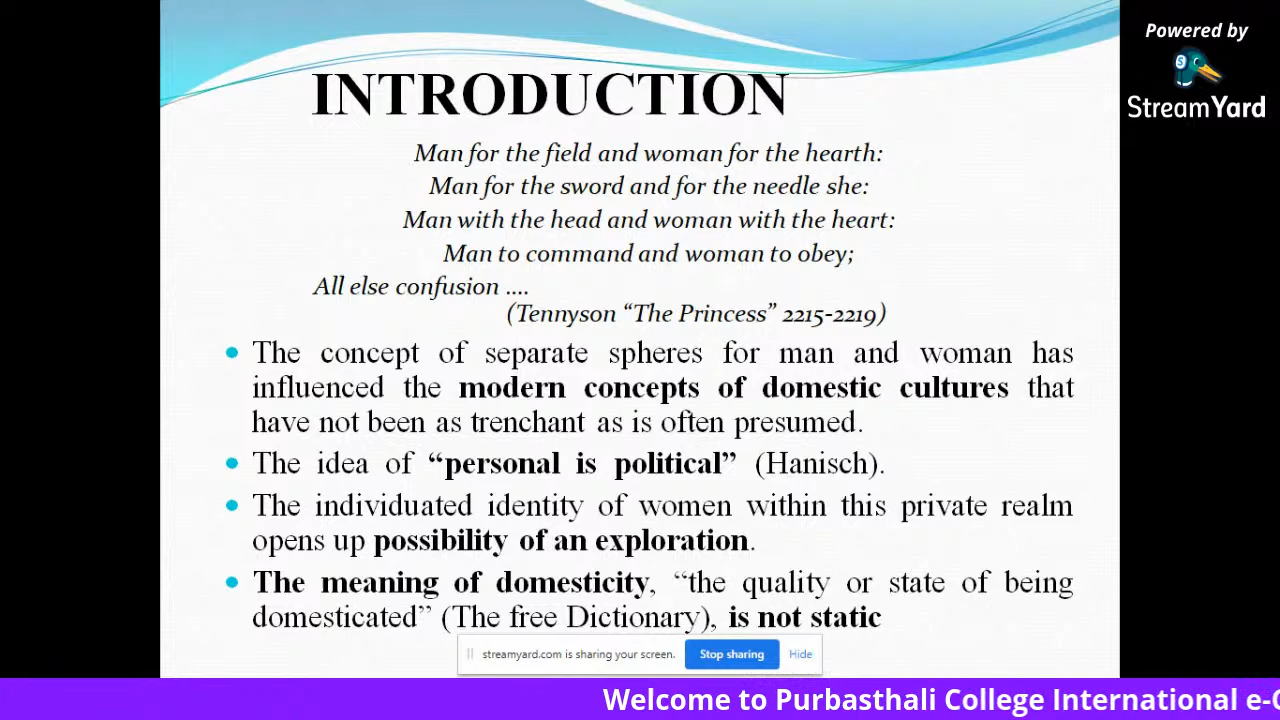 Powered by
StreamYard
INTRODUCTION
Man for the field and woman for the hearth:
Man for the sword and for the needle she:
Man with the head and woman with the heart:
Man to command and woman to obey;
All else confusion ....
(Tennyson “The Princess” 2215-2219)
• The concept of separate spheres for man and woman has
influenced the modern concepts of domestic cultures that
have not been as trenchant as is often presumed.
• The idea of “personal is political” (Hanisch).
• The individuated identity of women within this private realm
opens up possibility of an exploration.
• The meaning of domesticity, “the quality or state of being
domesticated” (The free Dictionary), is not static
streamyard.com is sharing your screen. Stop sharing Hide
Welcome to Purbasthali College International e-